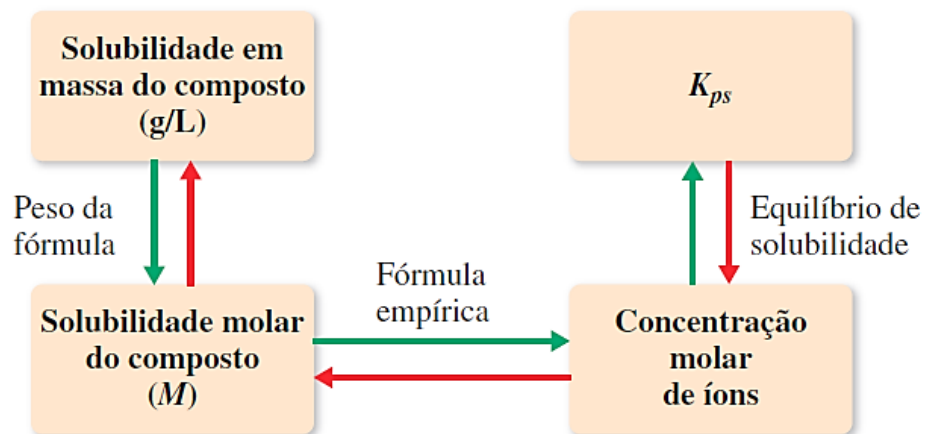 Solubilidade em
massa do composto
(g/L)
K_ps
Peso da
fórmula
Equilíbrio de
solubilidade
Fórmula
empírica
Solubilidade molar
do composto
(M)
Concentração
molar
de íons